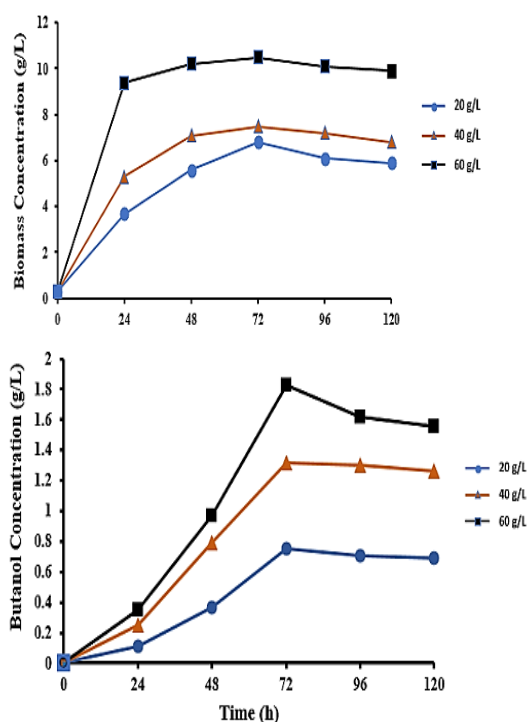 Biomass Concentration (g/L)
12
10
8
6
4
2
0
0 24 48 72 96 120
20 g/L
40 g/L
60 g/L
Butanol Concentration (g/L)
2
1.8
1.6
1.4
1.2
1
0.8
0.6
0.4
0.2
0
0 24 48 72 96 120
Time (h)
20 g/L
40 g/L
60 g/L